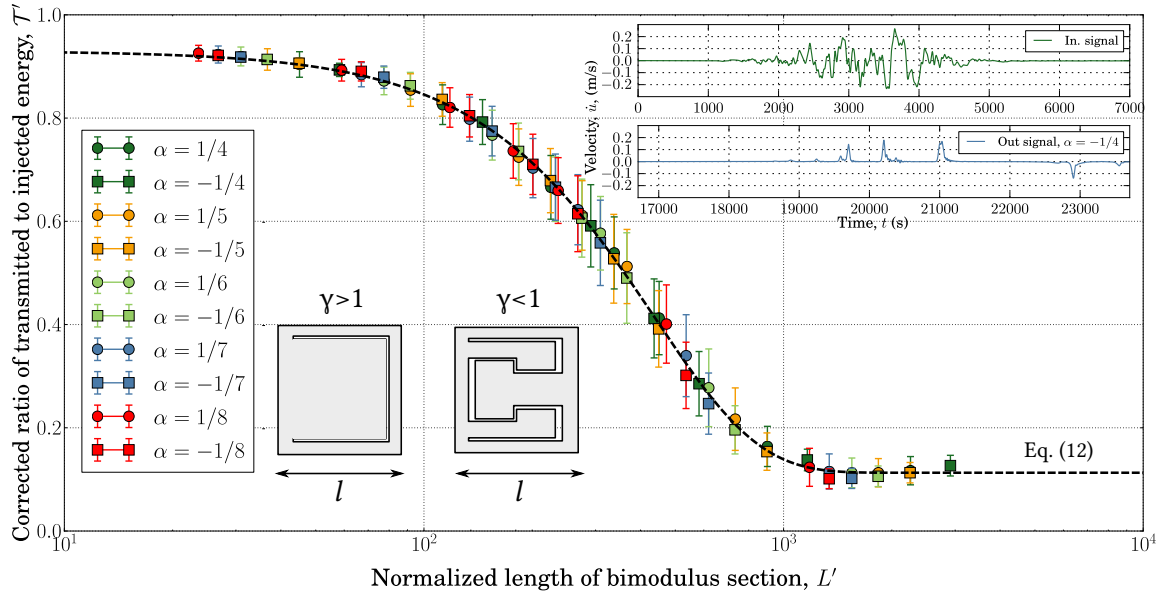 Corrected ratio of transmitted to injected energy, 𝒯′
1.0
0.8
0.6
0.4
0.2
0.0
α = 1/4
α = −1/4
α = 1/5
α = −1/5
α = 1/6
α = −1/6
α = 1/7
α = −1/7
α = 1/8
α = −1/8
γ>1
l
γ<1
l
Velocity, u̇, (m/s)
0.2
0.1
0.0
−0.1
−0.2
In. signal
0 1000 2000 3000 4000 5000 6000 7000
0.2
0.1
0.0
−0.1
−0.2
Out signal, α = −1/4
17000 18000 19000 20000 21000 22000 23000
Time, t (s)
Eq. (12)
10¹ 10² 10³ 10⁴
Normalized length of bimodulus section, L′